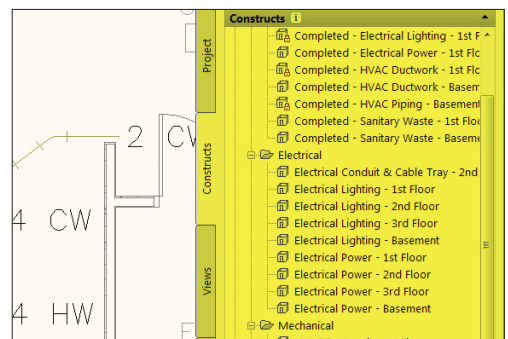 Constructs
Completed - Electrical Lighting - 1st F
Completed - Electrical Power - 1st Flo
Completed - HVAC Ductwork - 1st Flo
Completed - HVAC Ductwork - Basem
Completed - HVAC Piping - Basement
Completed - Sanitary Waste - 1st Floo
Completed - Sanitary Waste - Baseme
Electrical
Electrical Conduit & Cable Tray - 2nd
Electrical Lighting - 1st Floor
Electrical Lighting - 2nd Floor
Electrical Lighting - 3rd Floor
Electrical Lighting - Basement
Electrical Power - 1st Floor
Electrical Power - 2nd Floor
Electrical Power - 3rd Floor
Electrical Power - Basement
Mechanical
Project
Constructs
Views
2 CW
4 CW
4 HW